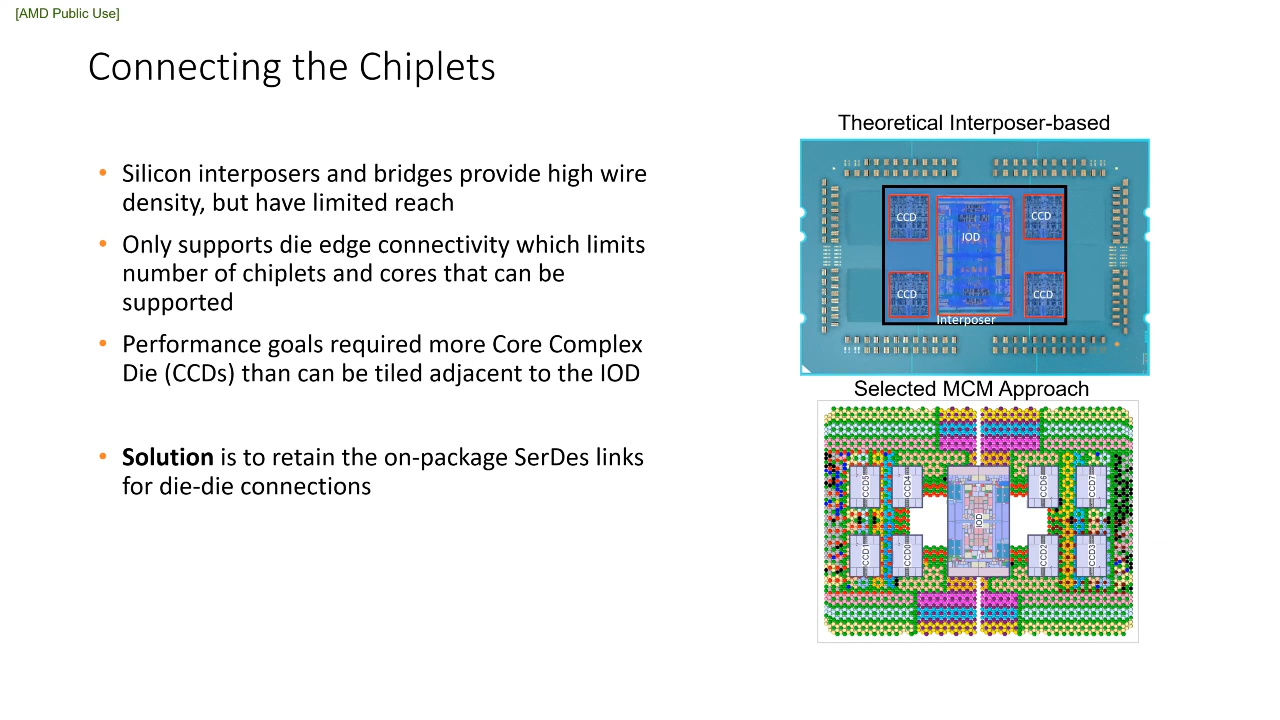 [AMD Public Use]
Connecting the Chiplets
• Silicon interposers and bridges provide high wire
density, but have limited reach
• Only supports die edge connectivity which limits
number of chiplets and cores that can be
supported
• Performance goals required more Core Complex
Die (CCDs) than can be tiled adjacent to the IOD
• Solution is to retain the on-package SerDes links
for die-die connections
Theoretical Interposer-based
CCD
IOD
CCD
CCD
CCD
Interposer
Selected MCM Approach
CCD5
CCD4
IOD
CCD6
CCD7
CCD1
CCD0
CCD2
CCD3